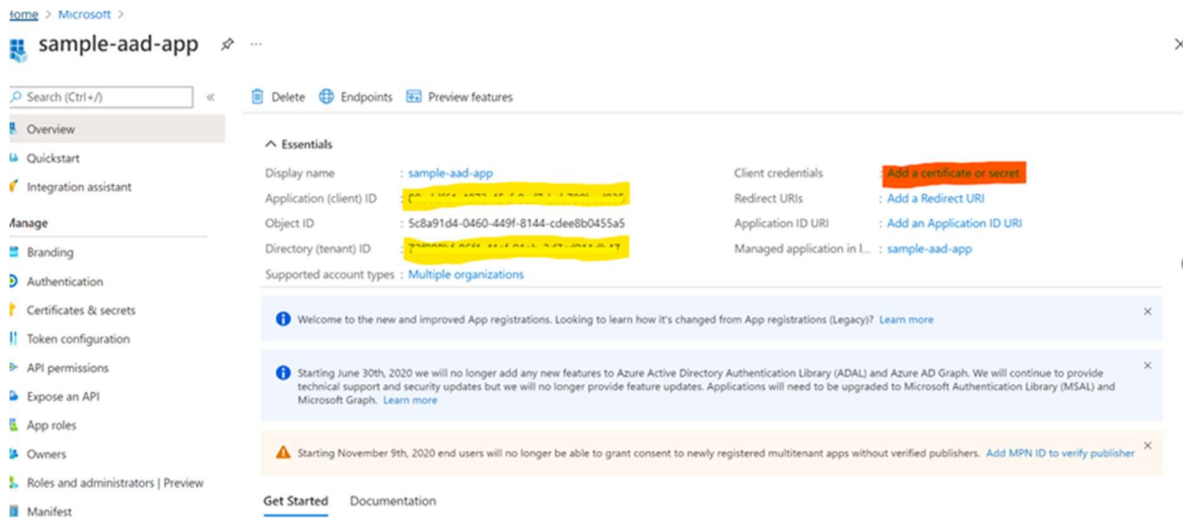 Home > Microsoft >
sample-aad-app ...
Search (Ctrl+/) «
Delete Endpoints Preview features
Overview
Quickstart
Integration assistant
Manage
Branding
Authentication
Certificates & secrets
Token configuration
API permissions
Expose an API
App roles
Owners
Roles and administrators | Preview
Manifest
Essentials
Display name : sample-aad-app
Application (client) ID :
Object ID : 5c8a91d4-0460-449f-8144-cdee8b0455a5
Directory (tenant) ID :
Supported account types : Multiple organizations
Client credentials : Add a certificate or secret
Redirect URIs : Add a Redirect URI
Application ID URI : Add an Application ID URI
Managed application in l... : sample-aad-app
Welcome to the new and improved App registrations. Looking to learn how it's changed from App registrations (Legacy)? Learn more
Starting June 30th, 2020 we will no longer add any new features to Azure Active Directory Authentication Library (ADAL) and Azure AD Graph. We will continue to provide
technical support and security updates but we will no longer provide feature updates. Applications will need to be upgraded to Microsoft Authentication Library (MSAL) and
Microsoft Graph. Learn more
Starting November 9th, 2020 end users will no longer be able to grant consent to newly registered multitenant apps without verified publishers. Add MPN ID to verify publisher
Get Started Documentation